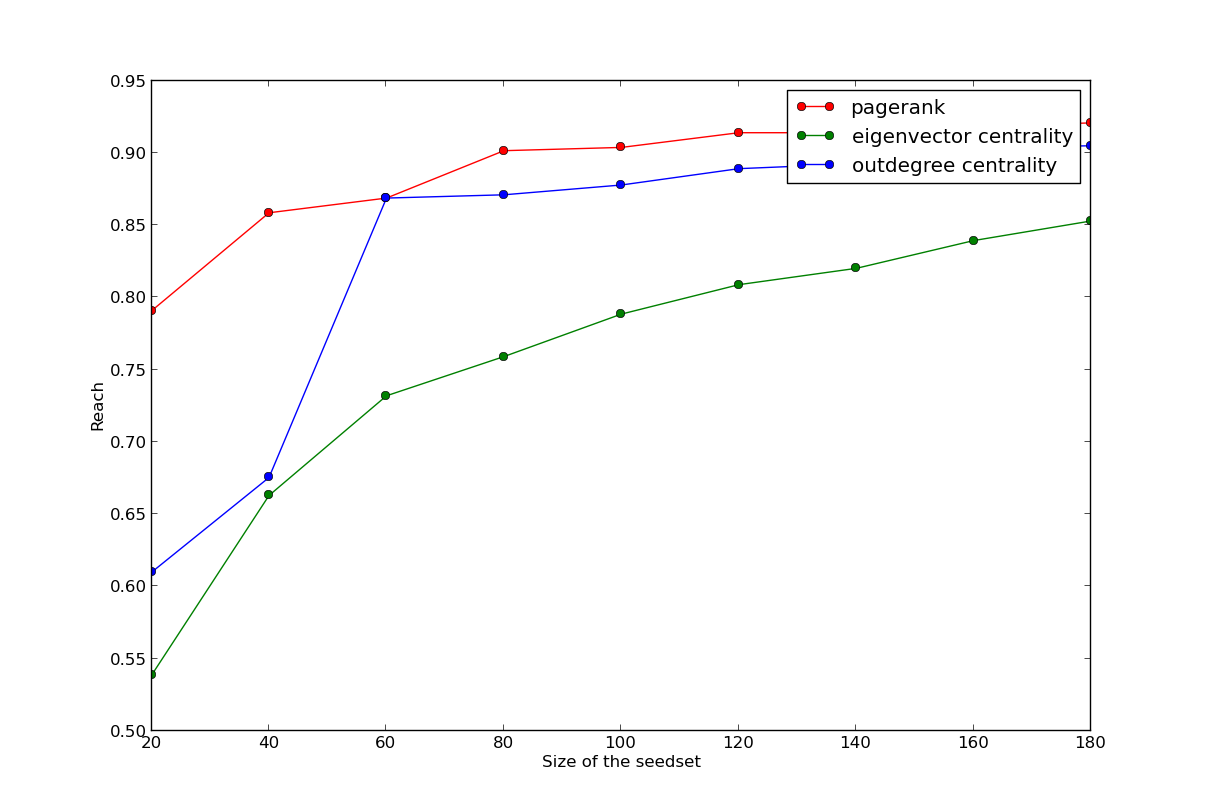 0.95
0.90
0.85
0.80
0.75
0.70
0.65
0.60
0.55
0.50
Reach
pagerank
eigenvector centrality
outdegree centrality
20 40 60 80 100 120 140 160 180
Size of the seedset